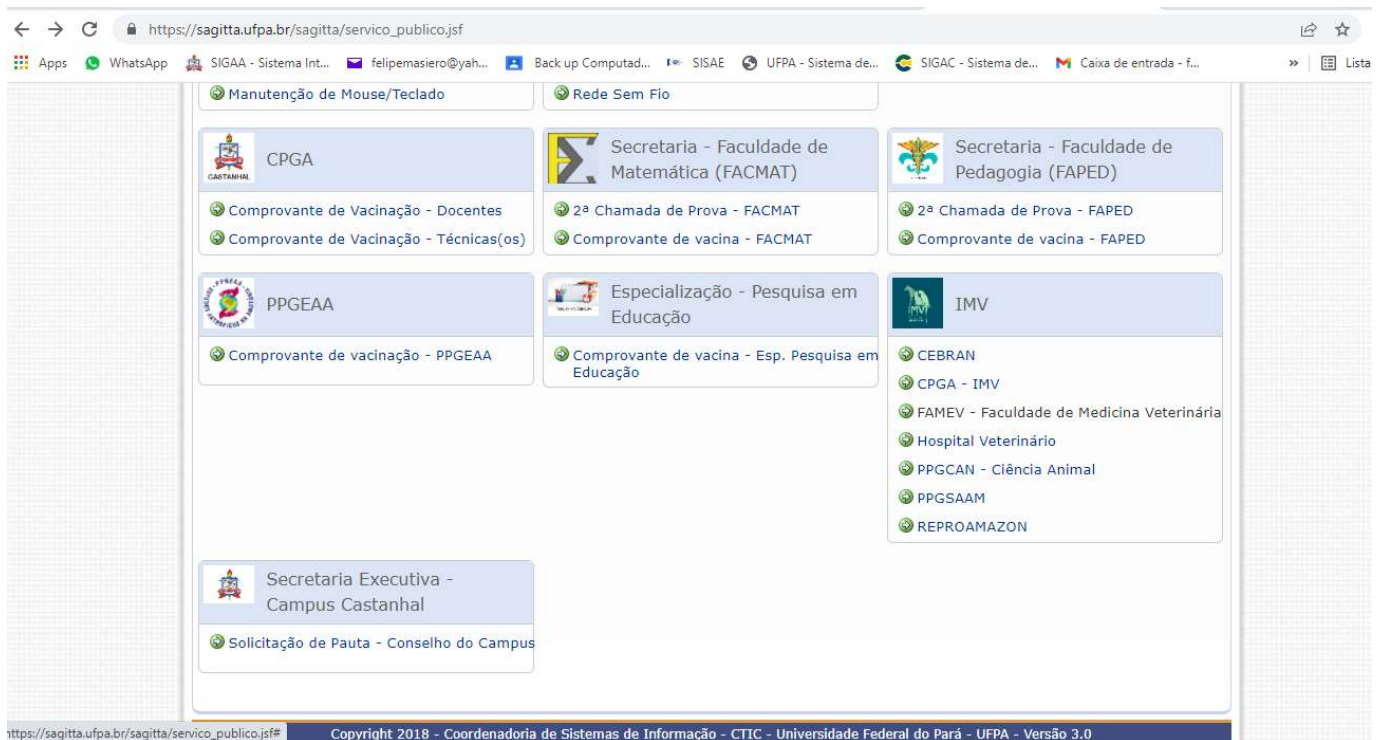 https://sagitta.ufpa.br/sagitta/servico_publico.jsf
Apps WhatsApp SIGAA - Sistema Int... felipemasiero@yah... Back up Computad... SISAE UFPA - Sistema de... SIGAC - Sistema de... Caixa de entrada - f... » Lista
Manutenção de Mouse/Teclado
Rede Sem Fio
CASTANHAL
CPGA
Comprovante de Vacinação - Docentes
Comprovante de Vacinação - Técnicas(os)
Secretaria - Faculdade de
Matemática (FACMAT)
2ª Chamada de Prova - FACMAT
Comprovante de vacina - FACMAT
Secretaria - Faculdade de
Pedagogia (FAPED)
2ª Chamada de Prova - FAPED
Comprovante de vacina - FAPED
PPGEAA
Comprovante de vacinação - PPGEAA
Especialização - Pesquisa em
Educação
Comprovante de vacina - Esp. Pesquisa em
Educação
IMV
IMV
CEBRAN
CPGA - IMV
FAMEV - Faculdade de Medicina Veterinária
Hospital Veterinário
PPGCAN - Ciência Animal
PPGSAAM
REPROAMAZON
Secretaria Executiva -
Campus Castanhal
Solicitação de Pauta - Conselho do Campus
https://sagitta.ufpa.br/sagitta/servico_publico.jsf#
Copyright 2018 - Coordenadoria de Sistemas de Informação - CTIC - Universidade Federal do Pará - UFPA - Versão 3.0